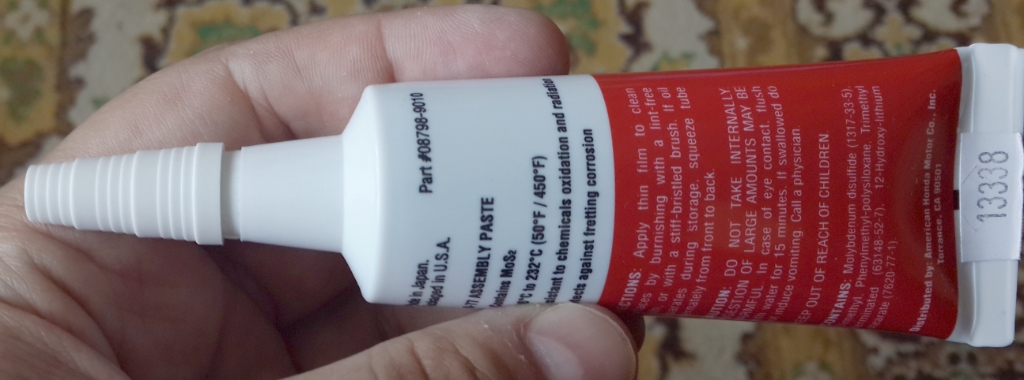 Part #08798-9010
in Japan.
in U.S.A.
ASSEMBLY PASTE
MoS₂
°C to 232°C (50°F / 450°F)
to chemicals oxidation and radiation
against fretting corrosion
Apply thin film to clean
by burnishing with a lint-free
or with a stiff-bristled brush. If oil
during storage, squeeze tube
from front to back.
DO NOT TAKE INTERNALLY.
OF LARGE AMOUNTS MAY BE
In case of eye contact, flush
water for 15 minutes. If swallowed do
induce vomiting. Call a physician
OUT OF REACH OF CHILDREN
Molybdenum disulfide (1317-33-5),
Phenylmethyl-polysiloxane, Trimethyl
(63148-52-7), 12-Hydroxy-lithium
(7620-77-1)
Distributed by: American Honda Motor Co., Inc.
Torrance, CA 90501
13338